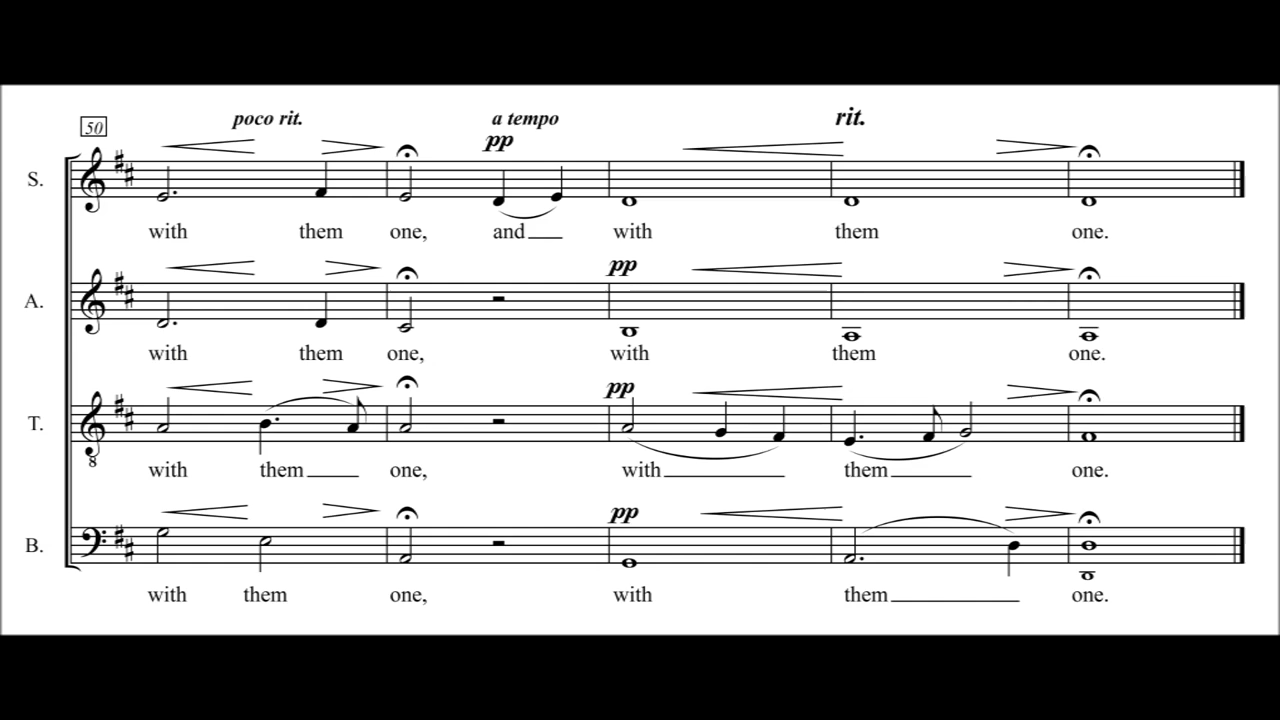 50
poco rit. a tempo rit.
pp
S.
with them one, and with them one.
pp
A.
with them one, with them one.
pp
T.
8
with them one, with them one.
pp
B.
with them one, with them one.